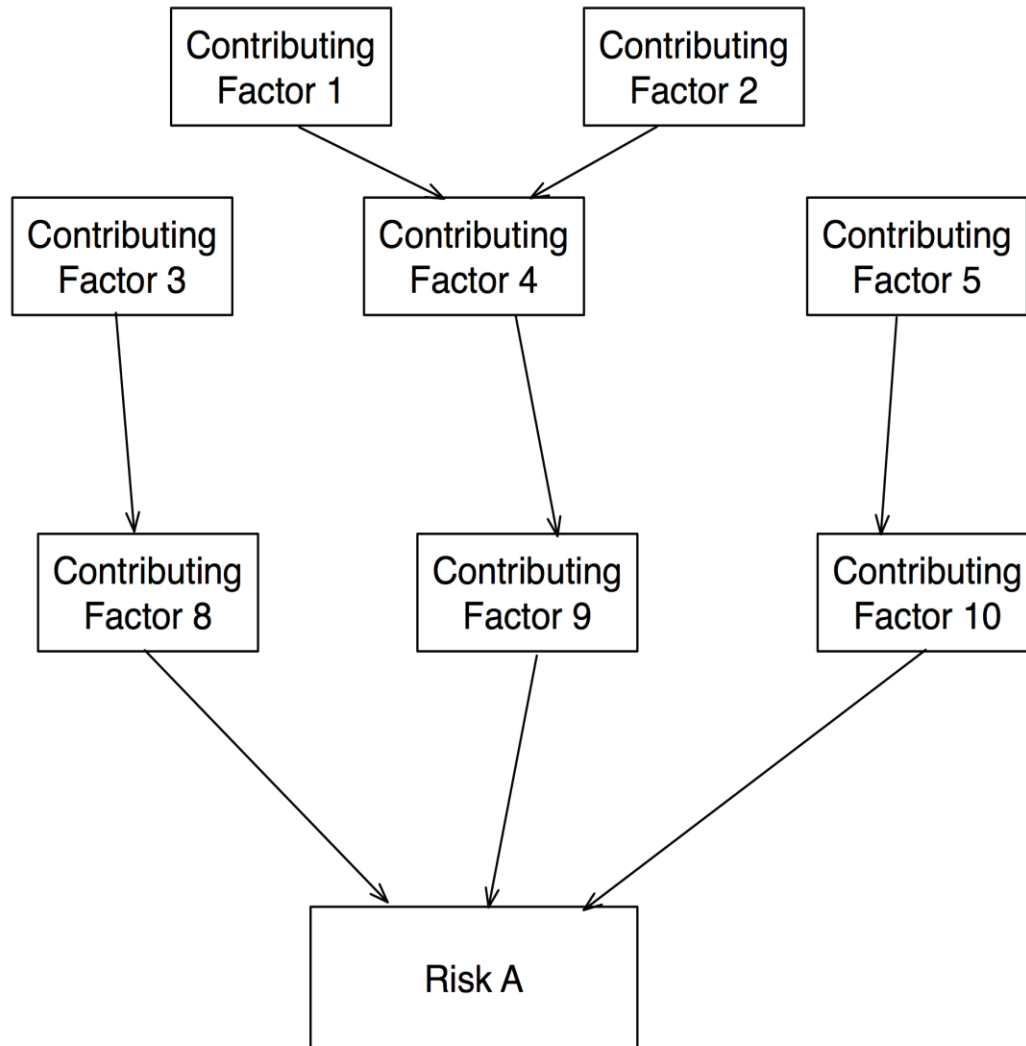 Contributing
Factor 1
Contributing
Factor 2
Contributing
Factor 3
Contributing
Factor 4
Contributing
Factor 5
Contributing
Factor 8
Contributing
Factor 9
Contributing
Factor 10
Risk A